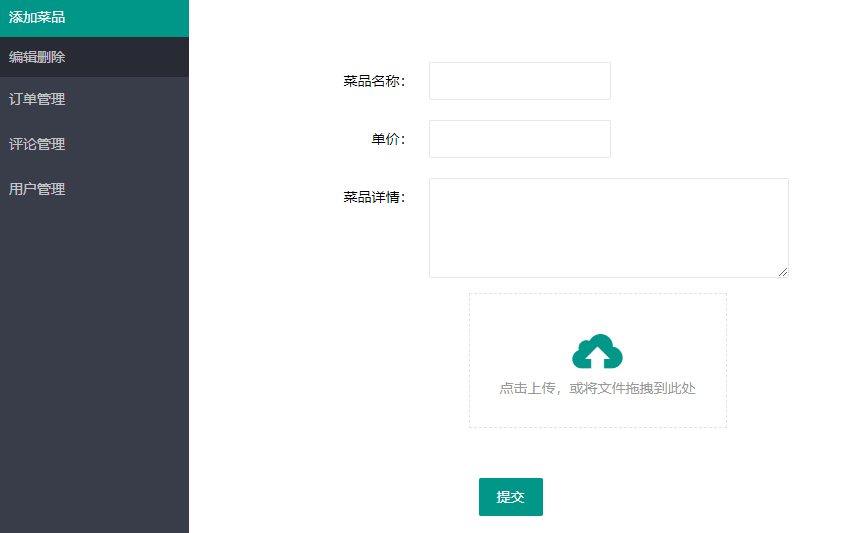 添加菜品
编辑删除
订单管理
评论管理
用户管理
菜品名称：
单价：
菜品详情：
点击上传，或将文件拖拽到此处
提交